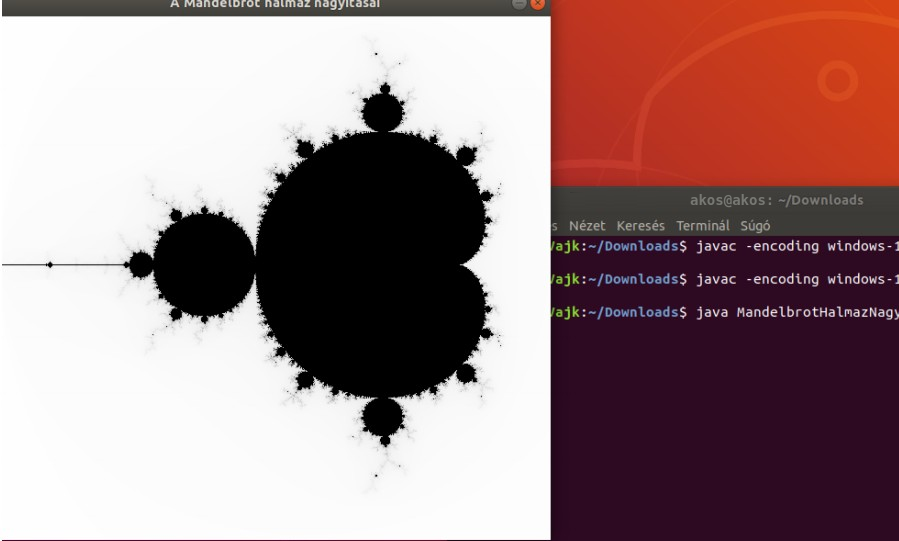 A Mandelbrot halmaz nagyításai
akos@akos: ~/Downloads
s Nézet Keresés Terminál Súgó
Vajk:~/Downloads$ javac -encoding windows-1
Vajk:~/Downloads$ javac -encoding windows-1
Vajk:~/Downloads$ java MandelbrotHalmazNagy